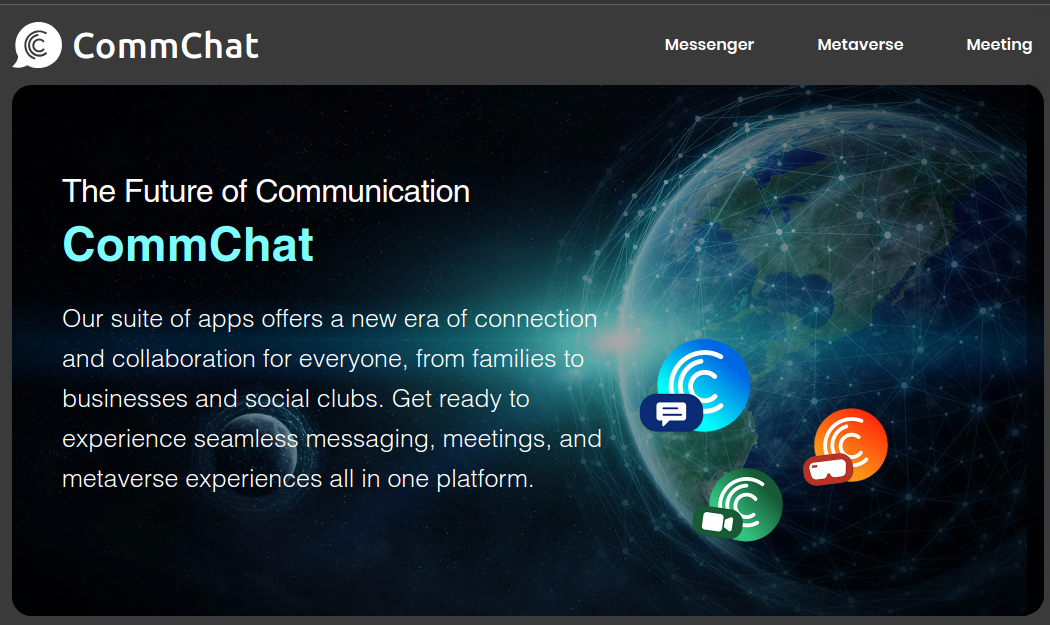 CommChat
Messenger
Metaverse
Meeting
The Future of Communication
CommChat
Our suite of apps offers a new era of connection
and collaboration for everyone, from families to
businesses and social clubs. Get ready to
experience seamless messaging, meetings, and
metaverse experiences all in one platform.